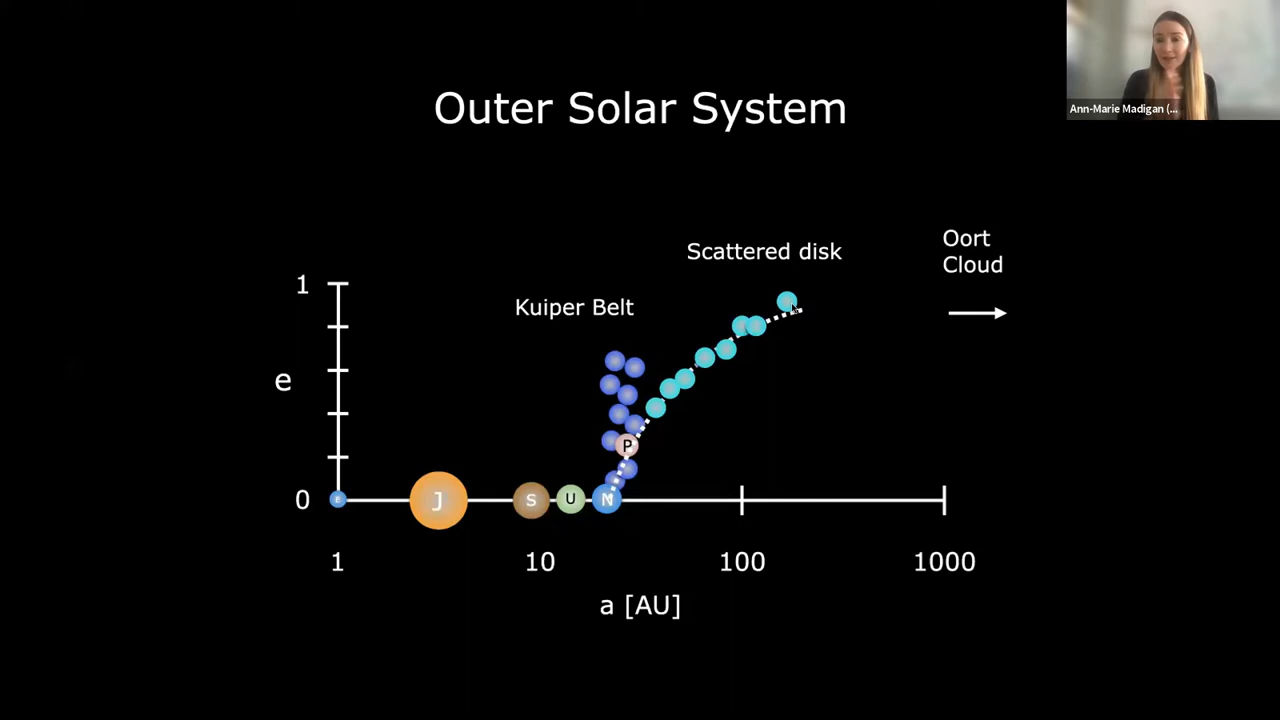 Ann-Marie Madigan (...
Outer Solar System
Oort
Cloud
Scattered disk
Kuiper Belt
1
e
P
0
E
J
S
U
N
1
10
100
1000
a [AU]